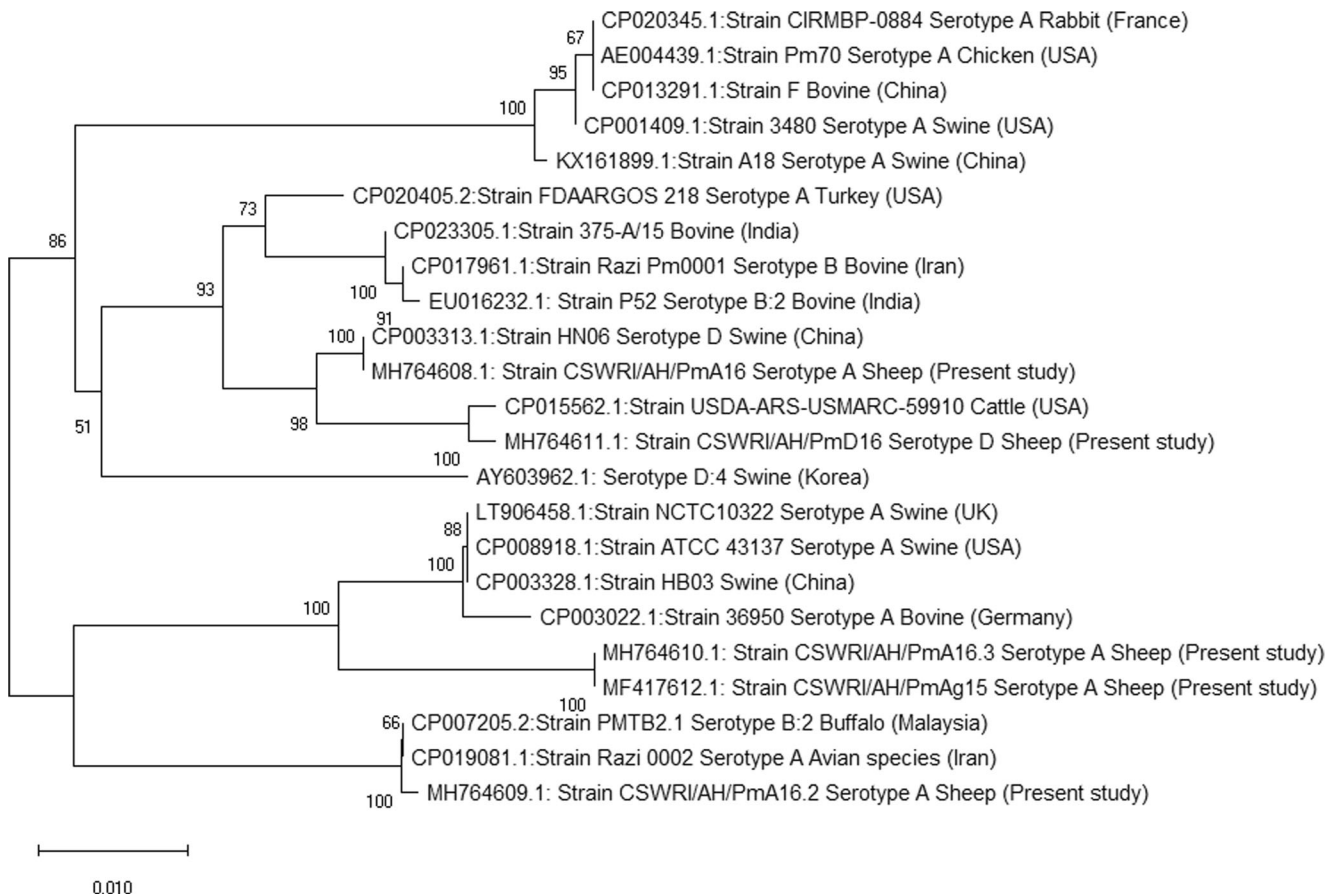 CP020345.1:Strain CIRMBP-0884 Serotype A Rabbit (France)
67
AE004439.1:Strain Pm70 Serotype A Chicken (USA)
95
CP013291.1:Strain F Bovine (China)
100
CP001409.1:Strain 3480 Serotype A Swine (USA)
KX161899.1:Strain A18 Serotype A Swine (China)
CP020405.2:Strain FDAARGOS 218 Serotype A Turkey (USA)
73
CP023305.1:Strain 375-A/15 Bovine (India)
86
CP017961.1:Strain Razi Pm0001 Serotype B Bovine (Iran)
93
100
EU016232.1: Strain P52 Serotype B:2 Bovine (India)
91
100
CP003313.1:Strain HN06 Serotype D Swine (China)
MH764608.1: Strain CSWRI/AH/PmA16 Serotype A Sheep (Present study)
CP015562.1:Strain USDA-ARS-USMARC-59910 Cattle (USA)
98
51
MH764611.1: Strain CSWRI/AH/PmD16 Serotype D Sheep (Present study)
100
AY603962.1: Serotype D:4 Swine (Korea)
LT906458.1:Strain NCTC10322 Serotype A Swine (UK)
88
CP008918.1:Strain ATCC 43137 Serotype A Swine (USA)
100
CP003328.1:Strain HB03 Swine (China)
100
CP003022.1:Strain 36950 Serotype A Bovine (Germany)
MH764610.1: Strain CSWRI/AH/PmA16.3 Serotype A Sheep (Present study)
MF417612.1: Strain CSWRI/AH/PmAg15 Serotype A Sheep (Present study)
100
66
CP007205.2:Strain PMTB2.1 Serotype B:2 Buffalo (Malaysia)
CP019081.1:Strain Razi 0002 Serotype A Avian species (Iran)
100
MH764609.1: Strain CSWRI/AH/PmA16.2 Serotype A Sheep (Present study)
0.010